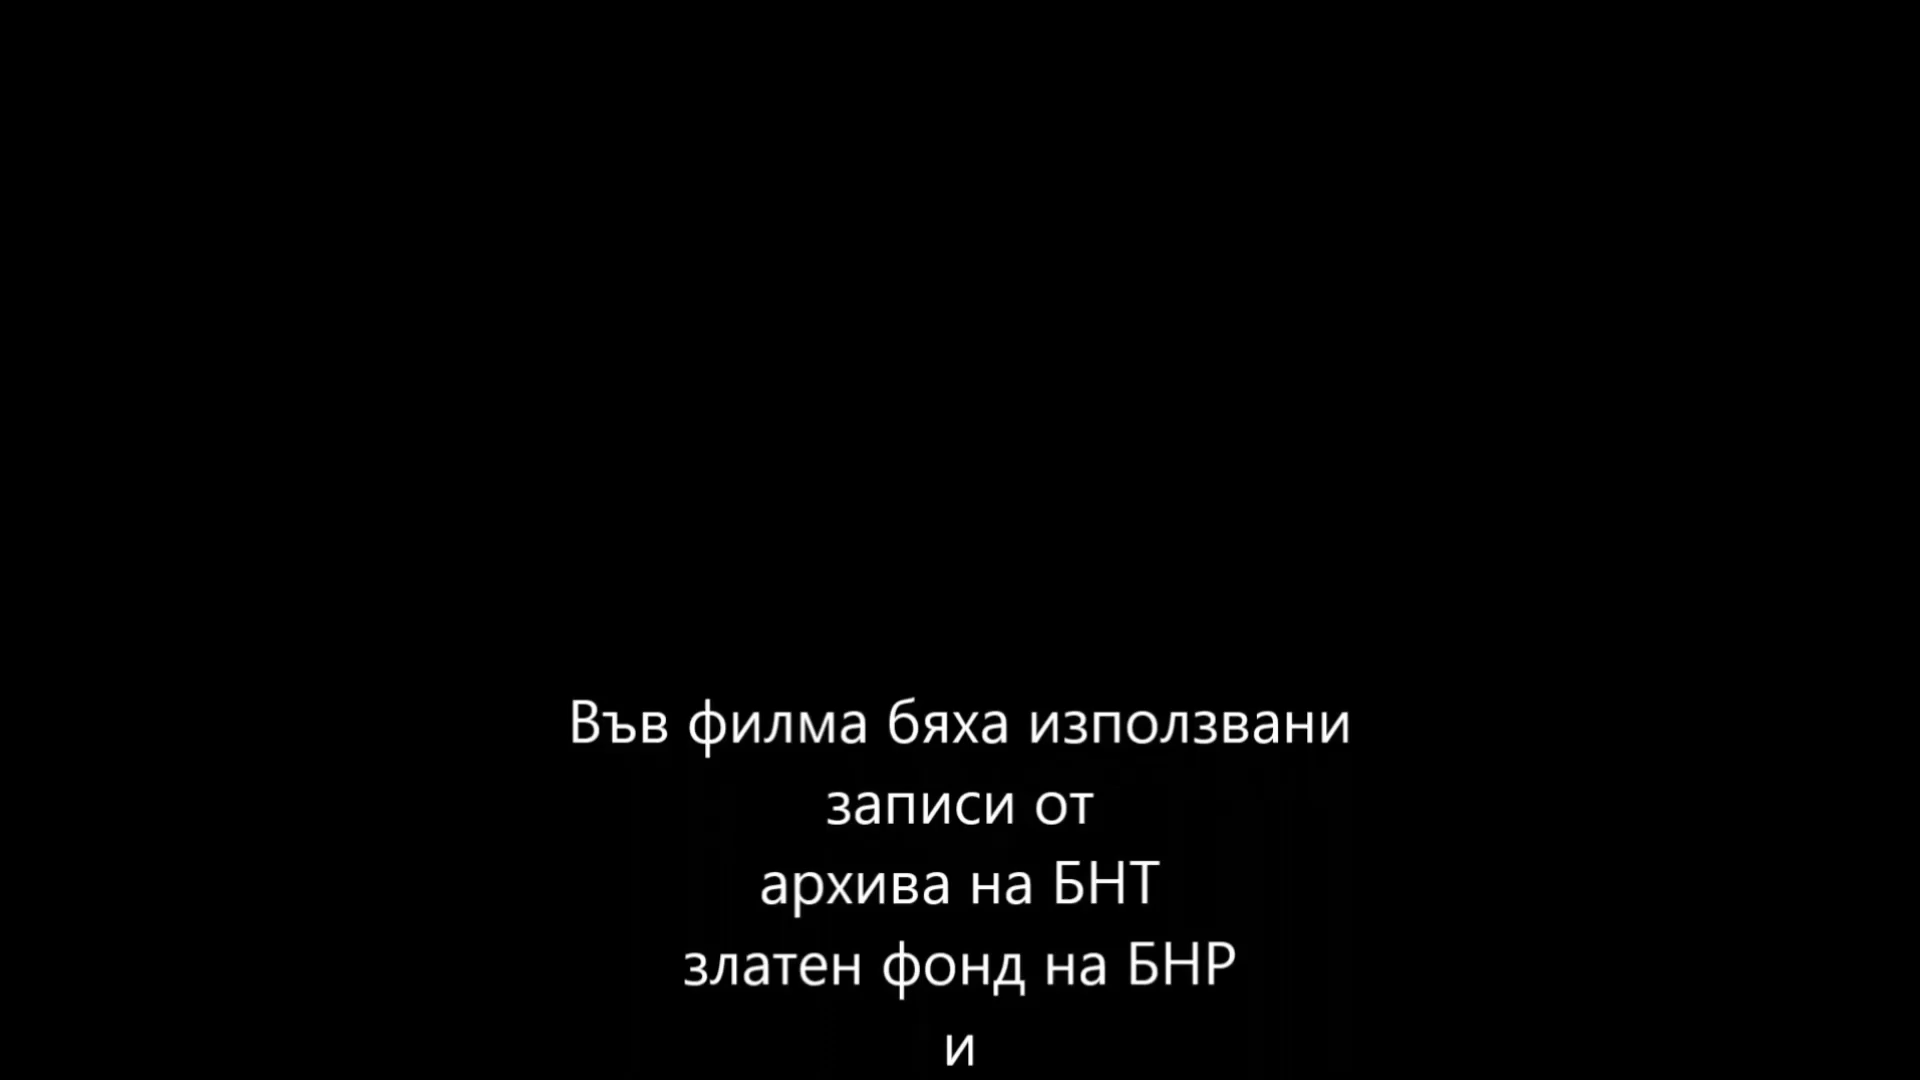 Във филма бяха използвани
записи от
архива на БНТ
златен фонд на БНР
и